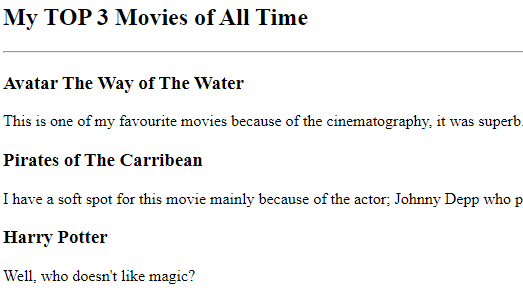 My TOP 3 Movies of All Time
Avatar The Way of The Water
This is one of my favourite movies because of the cinematography, it was superb.
Pirates of The Carribean
I have a soft spot for this movie mainly because of the actor; Johnny Depp who
Harry Potter
Well, who doesn't like magic?